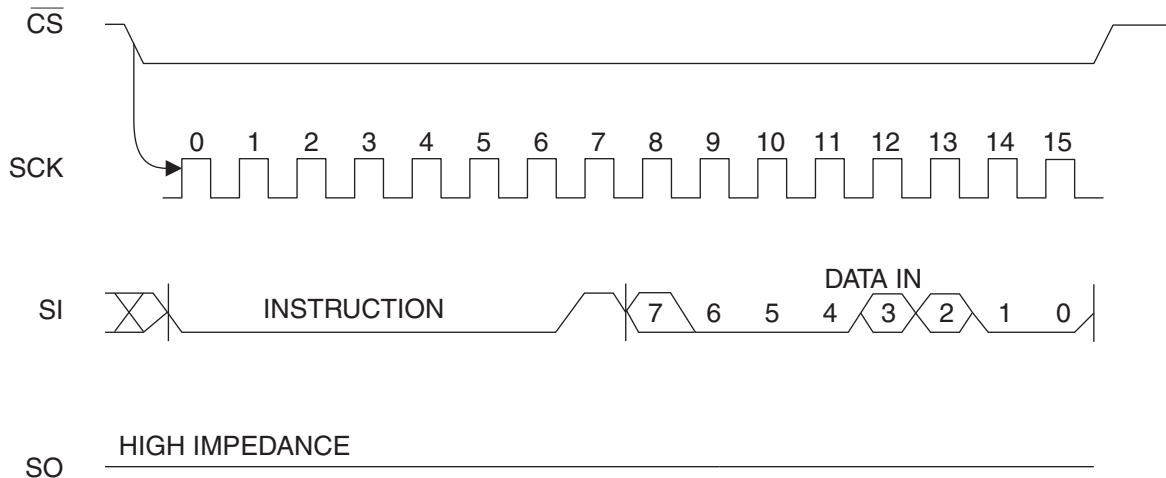 CS
0 1 2 3 4 5 6 7 8 9 10 11 12 13 14 15
SCK
DATA IN
SI
INSTRUCTION
7 6 5 4 3 2 1 0
HIGH IMPEDANCE
SO